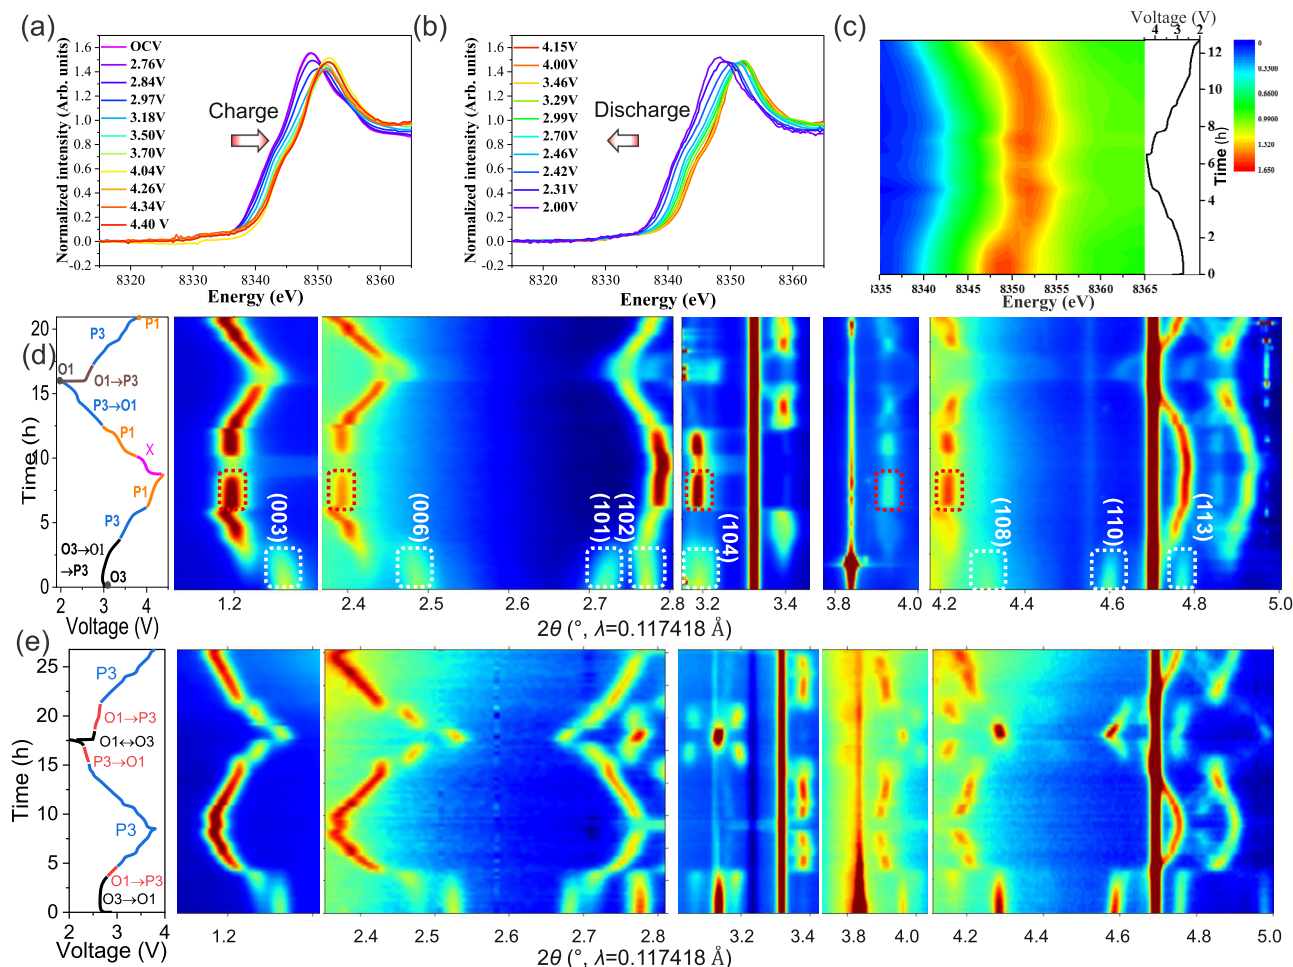 (a)
Normalized intensity (Arb. units)
1.6
1.4
1.2
1.0
0.8
0.6
0.4
0.2
0.0
-0.2
OCV
2.76V
2.84V
2.97V
3.18V
3.50V
3.70V
4.04V
4.26V
4.34V
4.40 V
Charge
8320 8330 8340 8350 8360
Energy (eV)
(b)
Normalized intensity (Arb. units)
1.6
1.4
1.2
1.0
0.8
0.6
0.4
0.2
0.0
-0.2
4.15V
4.00V
3.46V
3.29V
2.99V
2.70V
2.46V
2.42V
2.31V
2.00V
Discharge
8320 8330 8340 8350 8360
Energy (eV)
(c)
Voltage (V)
4 3 2
12
10
8
6
4
2
0
Time (h)
0
0.3300
0.6600
0.9900
1.320
1.650
8335 8340 8345 8350 8355 8360 8365
Energy (eV)
(d)
Time (h)
20
15
10
5
0
P1
P3
O1
O1→P3
P3→O1
P1
X
P1
P3
O3→O1
→P3
O3
2 3 4
Voltage (V)
(003)
(006)
(101)
(102)
(104)
(108)
(110)
(113)
1.2 2.4 2.5 2.6 2.7 2.8 3.2 3.4 3.8 4.0 4.2 4.4 4.6 4.8 5.0
2θ (°, λ=0.117418 Å)
(e)
Time (h)
25
20
15
10
5
0
P3
O1→P3
O1↔O3
P3→O1
P3
O1→P3
O3→O1
2 3 4
Voltage (V)
1.2 2.4 2.5 2.6 2.7 2.8 3.0 3.2 3.4 3.8 4.0 4.2 4.4 4.6 4.8 5.0
2θ (°, λ=0.117418 Å)